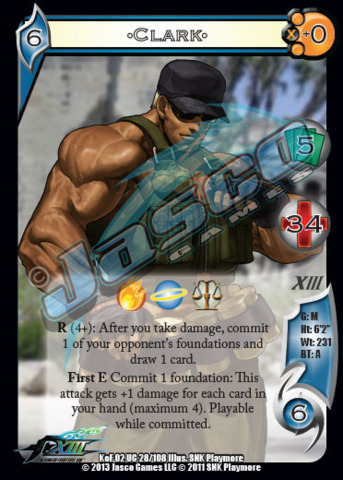 6
·CLARK·
X +0
5
34
XIII
G: M
Ht: 6'2"
Wt: 231
BT: A
R (4+): After you take damage, commit
1 of your opponent's foundations and
draw 1 card.
First E Commit 1 foundation: This
attack gets +1 damage for each card in
your hand (maximum 4). Playable
while committed.
6
XIII
KoF 02 UG 28/108 Illus. SNK Playmore
© 2013 Jasco Games LLC © 2011 SNK Playmore
© Jasco
GAMES